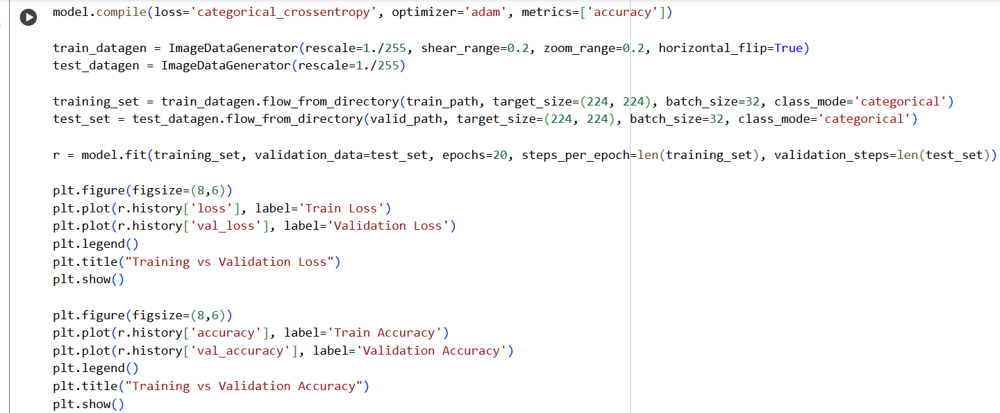 model.compile(loss='categorical_crossentropy', optimizer='adam', metrics=['accuracy'])
train_datagen = ImageDataGenerator(rescale=1./255, shear_range=0.2, zoom_range=0.2, horizontal_flip=True)
test_datagen = ImageDataGenerator(rescale=1./255)
training_set = train_datagen.flow_from_directory(train_path, target_size=(224, 224), batch_size=32, class_mode='categorical')
test_set = test_datagen.flow_from_directory(valid_path, target_size=(224, 224), batch_size=32, class_mode='categorical')
r = model.fit(training_set, validation_data=test_set, epochs=20, steps_per_epoch=len(training_set), validation_steps=len(test_set))
plt.figure(figsize=(8,6))
plt.plot(r.history['loss'], label='Train Loss')
plt.plot(r.history['val_loss'], label='Validation Loss')
plt.legend()
plt.title("Training vs Validation Loss")
plt.show()
plt.figure(figsize=(8,6))
plt.plot(r.history['accuracy'], label='Train Accuracy')
plt.plot(r.history['val_accuracy'], label='Validation Accuracy')
plt.legend()
plt.title("Training vs Validation Accuracy")
plt.show()